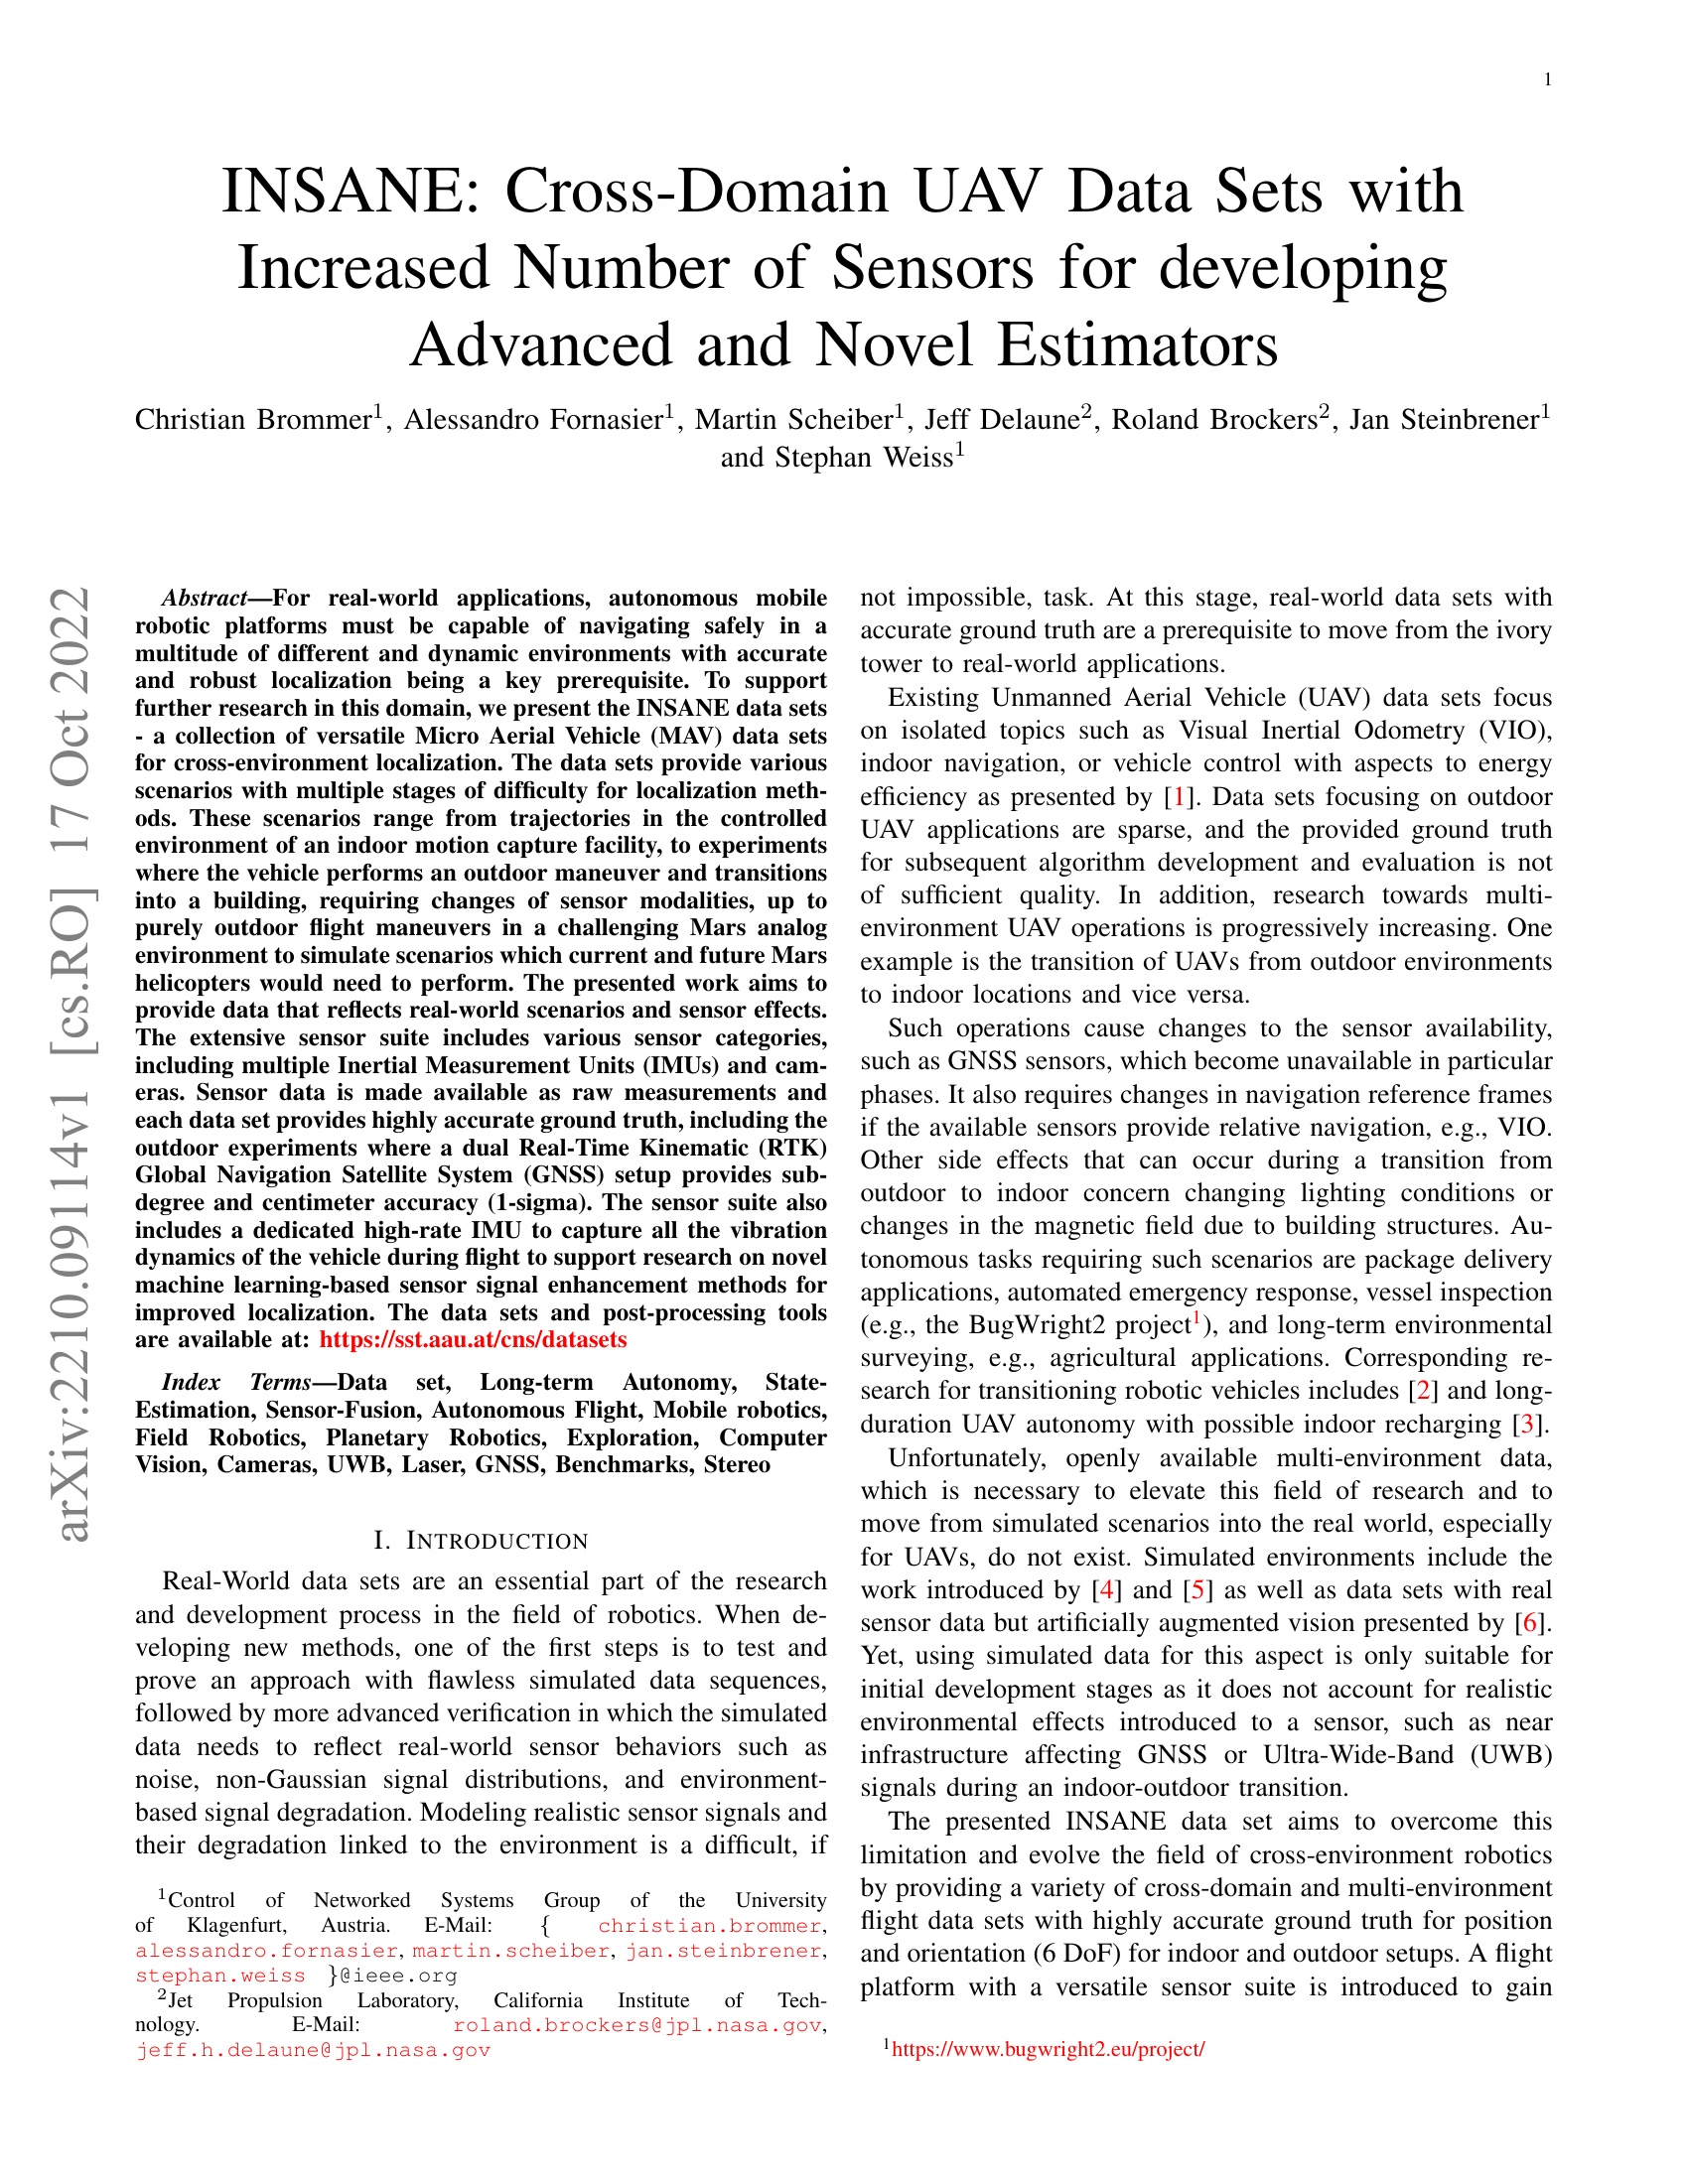 1
INSANE: Cross-Domain UAV Data Sets with
Increased Number of Sensors for developing
Advanced and Novel Estimators
Christian Brommer1, Alessandro Fornasier1, Martin Scheiber1, Jeff Delaune2, Roland Brockers2, Jan Steinbrener1
and Stephan Weiss1
arXiv:2210.09114v1 [cs.RO] 17 Oct 2022
Abstract—For real-world applications, autonomous mobile
robotic platforms must be capable of navigating safely in a
multitude of different and dynamic environments with accurate
and robust localization being a key prerequisite. To support
further research in this domain, we present the INSANE data sets
- a collection of versatile Micro Aerial Vehicle (MAV) data sets
for cross-environment localization. The data sets provide various
scenarios with multiple stages of difficulty for localization meth-
ods. These scenarios range from trajectories in the controlled
environment of an indoor motion capture facility, to experiments
where the vehicle performs an outdoor maneuver and transitions
into a building, requiring changes of sensor modalities, up to
purely outdoor flight maneuvers in a challenging Mars analog
environment to simulate scenarios which current and future Mars
helicopters would need to perform. The presented work aims to
provide data that reflects real-world scenarios and sensor effects.
The extensive sensor suite includes various sensor categories,
including multiple Inertial Measurement Units (IMUs) and cam-
eras. Sensor data is made available as raw measurements and
each data set provides highly accurate ground truth, including the
outdoor experiments where a dual Real-Time Kinematic (RTK)
Global Navigation Satellite System (GNSS) setup provides sub-
degree and centimeter accuracy (1-sigma). The sensor suite also
includes a dedicated high-rate IMU to capture all the vibration
dynamics of the vehicle during flight to support research on novel
machine learning-based sensor signal enhancement methods for
improved localization. The data sets and post-processing tools
are available at: https://sst.aau.at/cns/datasets
Index Terms—Data set, Long-term Autonomy, State-
Estimation, Sensor-Fusion, Autonomous Flight, Mobile robotics,
Field Robotics, Planetary Robotics, Exploration, Computer
Vision, Cameras, UWB, Laser, GNSS, Benchmarks, Stereo
I. INTRODUCTION
Real-World data sets are an essential part of the research
and development process in the field of robotics. When de-
veloping new methods, one of the first steps is to test and
prove an approach with flawless simulated data sequences,
followed by more advanced verification in which the simulated
data needs to reflect real-world sensor behaviors such as
noise, non-Gaussian signal distributions, and environment-
based signal degradation. Modeling realistic sensor signals and
their degradation linked to the environment is a difficult, if
1Control of Networked Systems Group of the University
of Klagenfurt, Austria. E-Mail: { christian.brommer,
alessandro.fornasier, martin.scheiber, jan.steinbrener,
stephan.weiss }@ieee.org
2Jet Propulsion Laboratory, California Institute of Tech-
nology. E-Mail: roland.brockers@jpl.nasa.gov,
jeff.h.delaune@jpl.nasa.gov
not impossible, task. At this stage, real-world data sets with
accurate ground truth are a prerequisite to move from the ivory
tower to real-world applications.
Existing Unmanned Aerial Vehicle (UAV) data sets focus
on isolated topics such as Visual Inertial Odometry (VIO),
indoor navigation, or vehicle control with aspects to energy
efficiency as presented by [1]. Data sets focusing on outdoor
UAV applications are sparse, and the provided ground truth
for subsequent algorithm development and evaluation is not
of sufficient quality. In addition, research towards multi-
environment UAV operations is progressively increasing. One
example is the transition of UAVs from outdoor environments
to indoor locations and vice versa.
Such operations cause changes to the sensor availability,
such as GNSS sensors, which become unavailable in particular
phases. It also requires changes in navigation reference frames
if the available sensors provide relative navigation, e.g., VIO.
Other side effects that can occur during a transition from
outdoor to indoor concern changing lighting conditions or
changes in the magnetic field due to building structures. Au-
tonomous tasks requiring such scenarios are package delivery
applications, automated emergency response, vessel inspection
(e.g., the BugWright2 project1), and long-term environmental
surveying, e.g., agricultural applications. Corresponding re-
search for transitioning robotic vehicles includes [2] and long-
duration UAV autonomy with possible indoor recharging [3].
Unfortunately, openly available multi-environment data,
which is necessary to elevate this field of research and to
move from simulated scenarios into the real world, especially
for UAVs, do not exist. Simulated environments include the
work introduced by [4] and [5] as well as data sets with real
sensor data but artificially augmented vision presented by [6].
Yet, using simulated data for this aspect is only suitable for
initial development stages as it does not account for realistic
environmental effects introduced to a sensor, such as near
infrastructure affecting GNSS or Ultra-Wide-Band (UWB)
signals during an indoor-outdoor transition.
The presented INSANE data set aims to overcome this
limitation and evolve the field of cross-environment robotics
by providing a variety of cross-domain and multi-environment
flight data sets with highly accurate ground truth for position
and orientation (6 DoF) for indoor and outdoor setups. A flight
platform with a versatile sensor suite is introduced to gain
1https://www.bugwright2.eu/project/